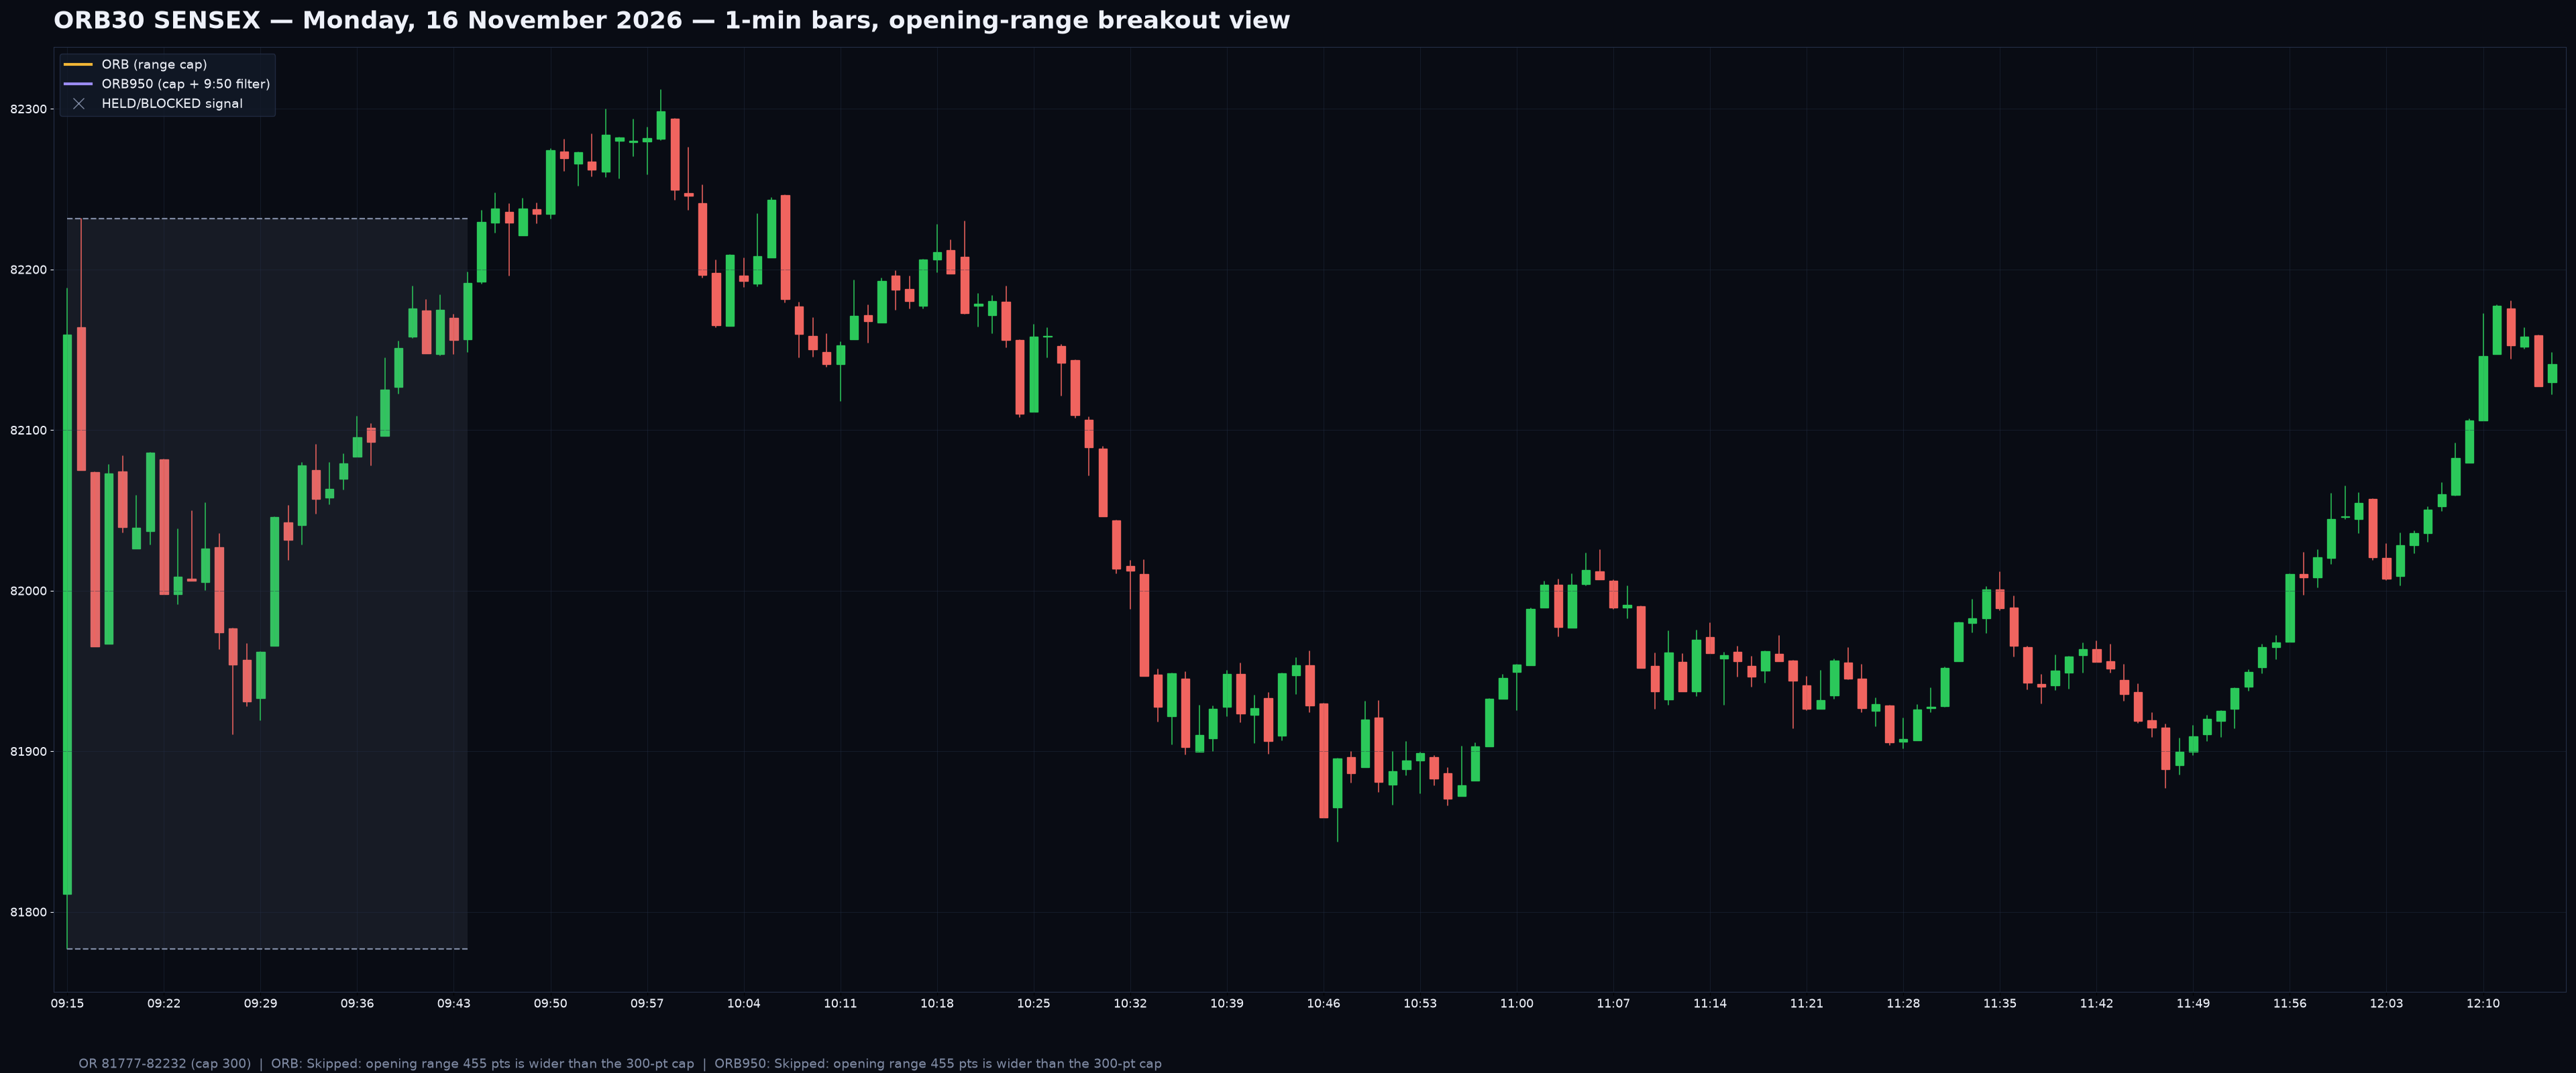 ORB30 SENSEX — Monday, 16 November 2026 — 1-min bars, opening-range breakout view
ORB (range cap)
ORB950 (cap + 9:50 filter)
HELD/BLOCKED signal
82300
82200
82100
82000
81900
81800
09:15 09:22 09:29 09:36 09:43 09:50 09:57 10:04 10:11 10:18 10:25 10:32 10:39 10:46 10:53 11:00 11:07 11:14 11:21 11:28 11:35 11:42 11:49 11:56 12:03 12:10
OR 81777-82232 (cap 300) | ORB: Skipped: opening range 455 pts is wider than the 300-pt cap | ORB950: Skipped: opening range 455 pts is wider than the 300-pt cap